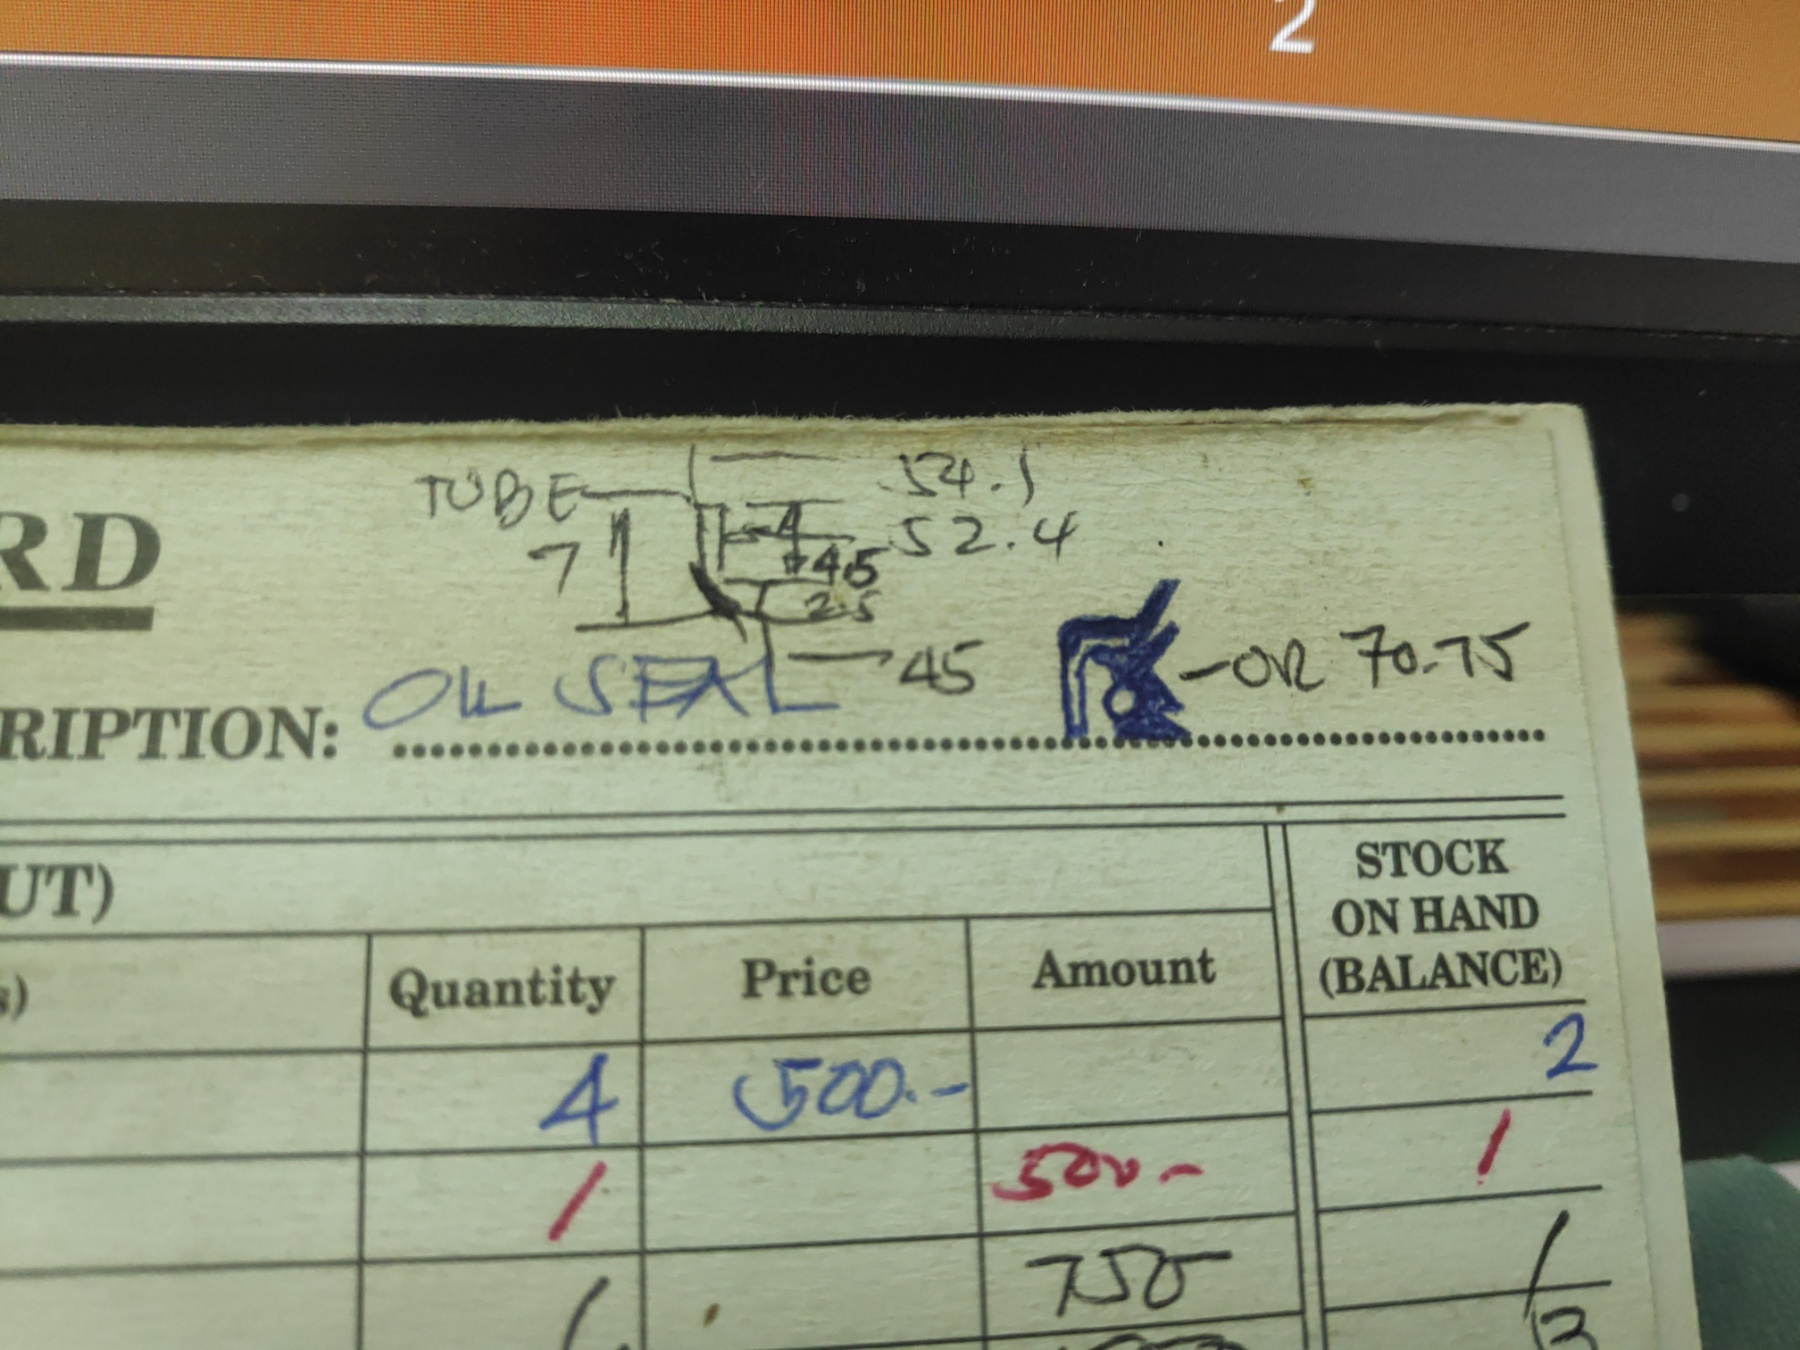 2
TUBE 54.1
7 52.4
4.5
2.5
45
OR 70.75
RD
RIPTION: OIL SEAL
UT)
STOCK
ON HAND
(BALANCE)
s) Quantity Price Amount
4 500.- 2
1 500- 1
1 750 1
3